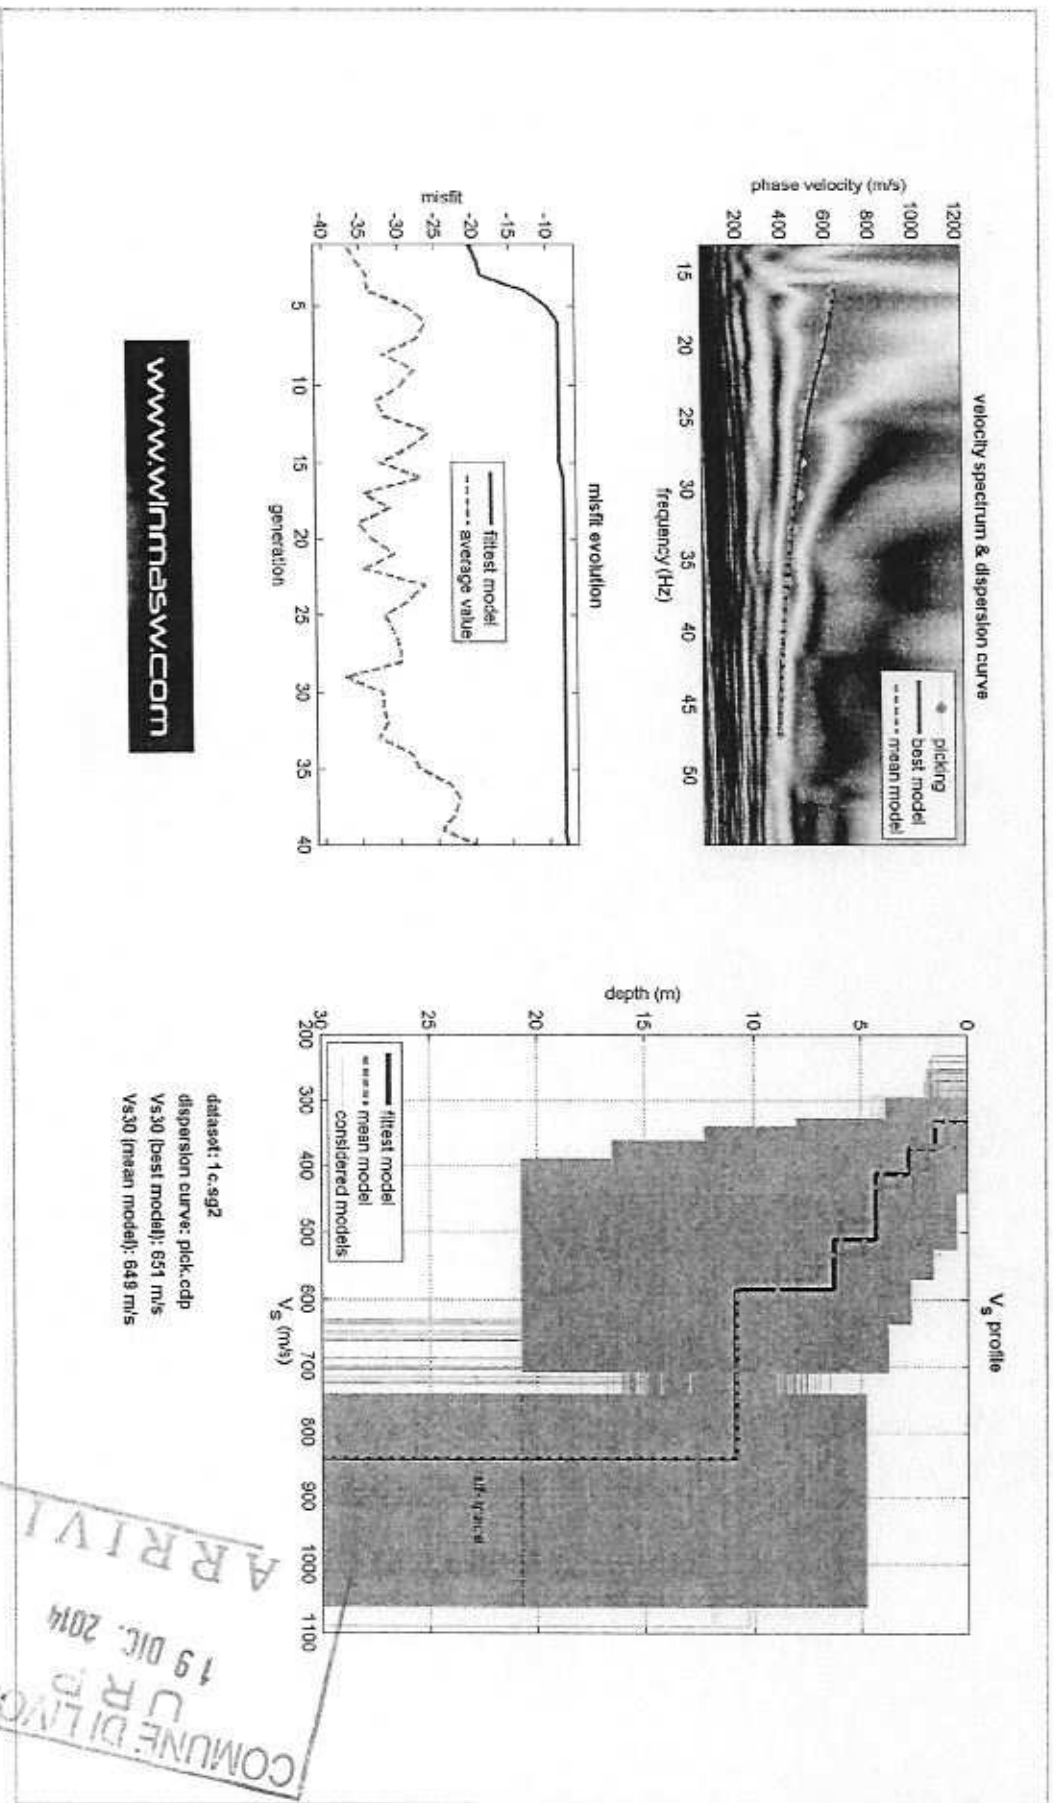 velocity spectrum & dispersion curve
phase velocity (m/s)
1200
1000
800
600
400
200
15
20
25
30
35
40
45
50
frequency (Hz)
picking
best model
mean model
misfit evolution
misfit
-10
-15
-20
-25
-30
-35
-40
5
10
15
20
25
30
35
40
generation
fittest model
average value
www.winmasw.com
Vs profile
depth (m)
0
5
10
15
20
25
30
200
300
400
500
600
700
800
900
1000
1100
Vs (m/s)
fittest model
mean model
considered models
dataset: 1c.sg2
dispersion curve: pick.cdp
Vs30 (best model): 651 m/s
Vs30 (mean model): 649 m/s
COMUNE DI LIVO
URP
19 DIC. 2014
ARRIVI